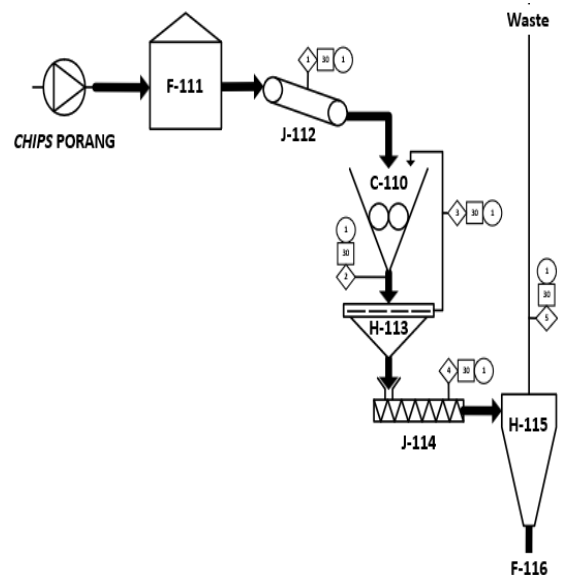 Waste
F-111
1 30 1
CHIPS PORANG
J-112
C-110
1
30
2
3 30 1
1
30
5
H-113
4 30 1
J-114
H-115
F-116